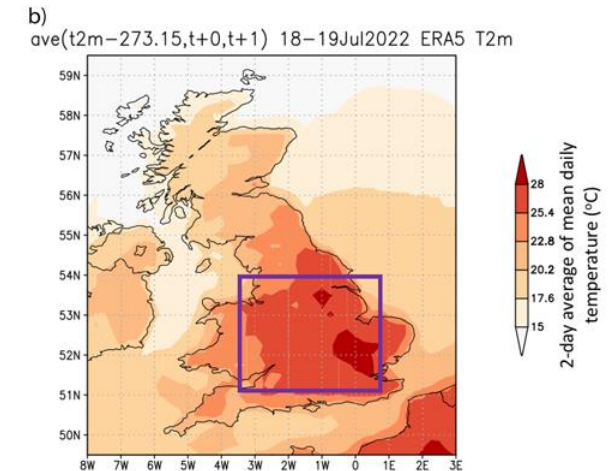 b)
ave(t2m-273.15,t+0,t+1) 18-19Jul2022 ERA5 T2m
59N
58N
57N
56N
55N
54N
53N
52N
51N
50N
8W 7W 6W 5W 4W 3W 2W 1W 0 1E 2E 3E
28
25.4
22.8
20.2
17.6
15
2-day average of mean daily
temperature (°C)